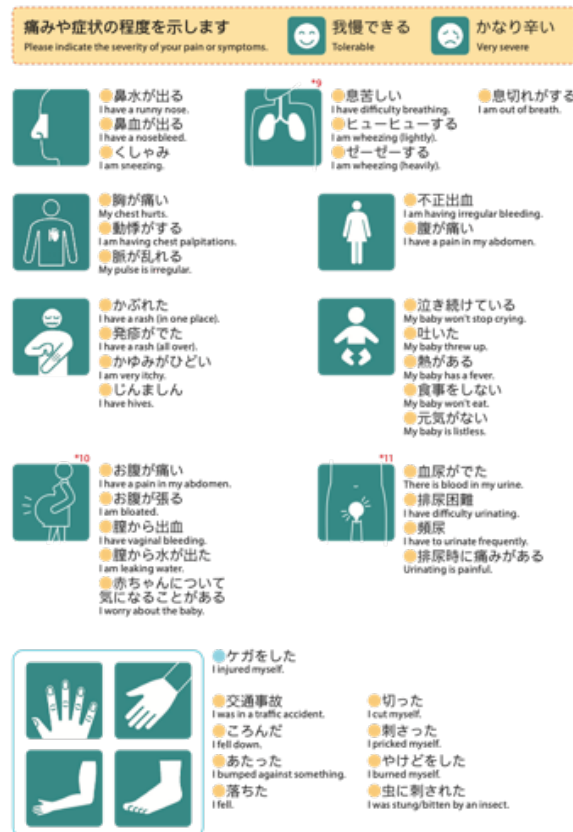 痛みや症状の程度を示します
Please indicate the severity of your pain or symptoms.
我慢できる
Tolerable
かなり辛い
Very severe
鼻水が出る
I have a runny nose.
鼻血が出る
I have a nosebleed.
くしゃみ
I am sneezing.
*9
息苦しい
I have difficulty breathing.
ヒューヒューする
I am wheezing (lightly).
ゼーゼーする
I am wheezing (heavily).
息切れがする
I am out of breath.
胸が痛い
My chest hurts.
動悸がする
I am having chest palpitations.
脈が乱れる
My pulse is irregular.
不正出血
I am having irregular bleeding.
腹が痛い
I have a pain in my abdomen.
かぶれた
I have a rash (in one place).
発疹がでた
I have a rash (all over).
かゆみがひどい
I am very itchy.
じんましん
I have hives.
泣き続けている
My baby won't stop crying.
吐いた
My baby threw up.
熱がある
My baby has a fever.
食事をしない
My baby won't eat.
元気がない
My baby is listless.
*10
お腹が痛い
I have a pain in my abdomen.
お腹が張る
I am bloated.
膣から出血
I have vaginal bleeding.
膣から水が出た
I am leaking water.
赤ちゃんについて
気になることがある
I worry about the baby.
*11
血尿がでた
There is blood in my urine.
排尿困難
I have difficulty urinating.
頻尿
I have to urinate frequently.
排尿時に痛みがある
Urinating is painful.
ケガをした
I injured myself.
交通事故
I was in a traffic accident.
ころんだ
I fell down.
あたった
I bumped against something.
落ちた
I fell.
切った
I cut myself.
刺さった
I pricked myself.
やけどをした
I burned myself.
虫に刺された
I was stung/bitten by an insect.